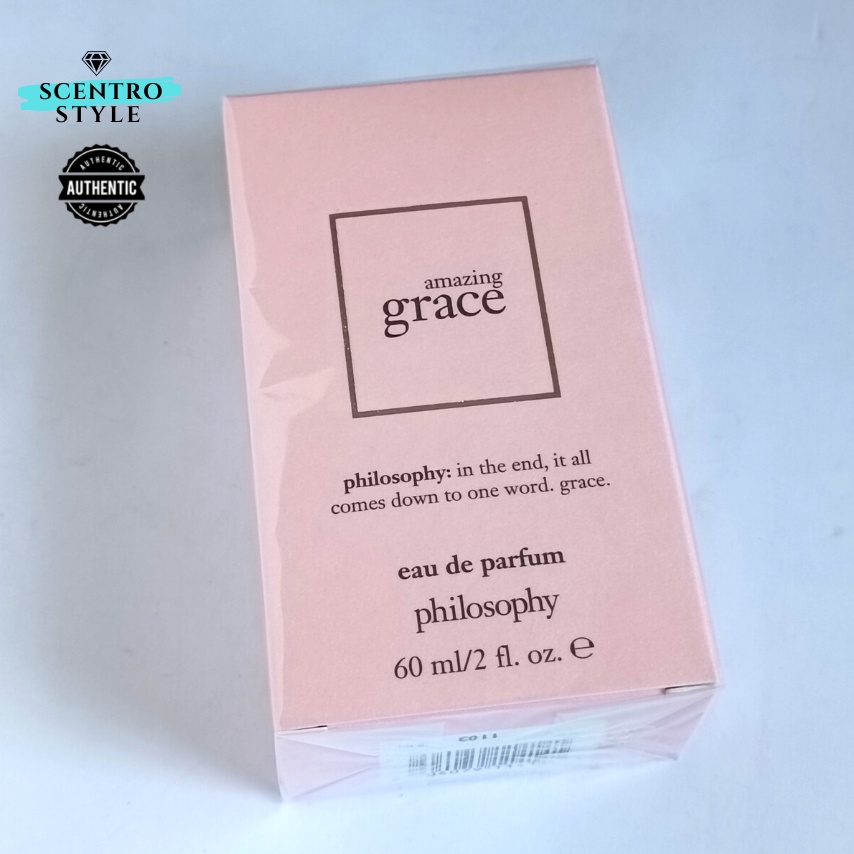 SCENTRO
STYLE
AUTHENTIC
AUTHENTIC
AUTHENTIC
amazing
grace
philosophy: in the end, it all
comes down to one word. grace.
eau de parfum
philosophy
60 ml/2 fl. oz. ℮
1103